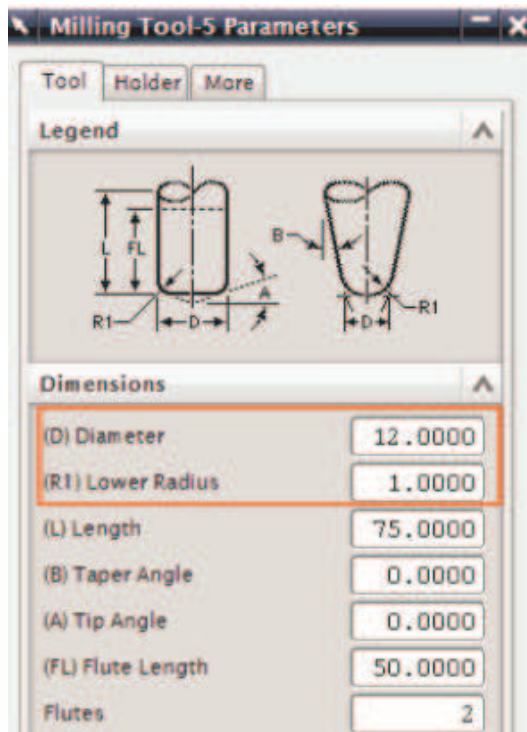 Milling Tool-5 Parameters
Tool Holder More
Legend
L FL B
A
R1 D D R1
Dimensions
(D) Diameter 12.0000
(R1) Lower Radius 1.0000
(L) Length 75.0000
(B) Taper Angle 0.0000
(A) Tip Angle 0.0000
(FL) Flute Length 50.0000
Flutes 2